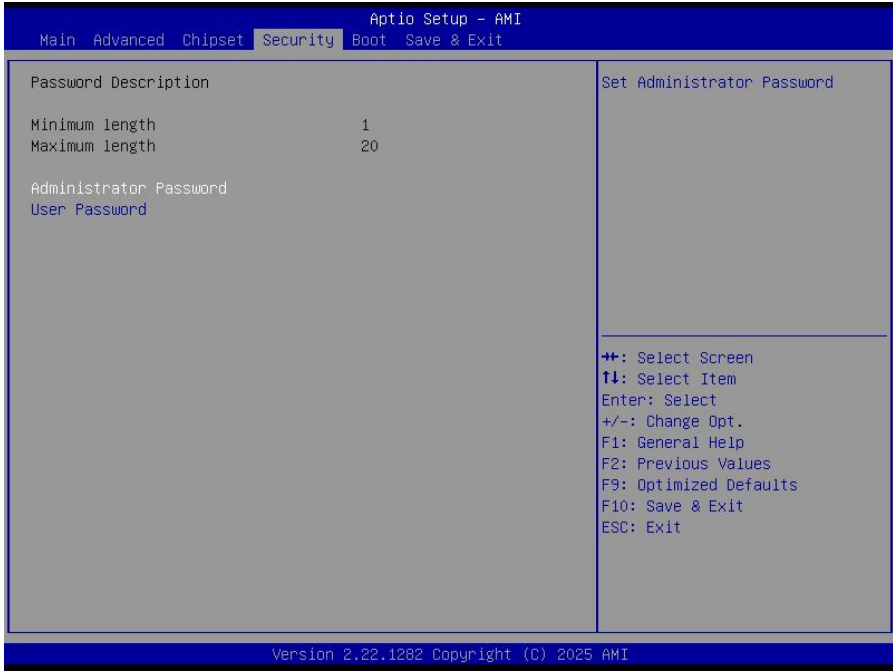 Aptio Setup - AMI
Main Advanced Chipset Security Boot Save & Exit
Password Description
Minimum length 1
Maximum length 20
Administrator Password
User Password
Set Administrator Password
→←: Select Screen
↑↓: Select Item
Enter: Select
+/-: Change Opt.
F1: General Help
F2: Previous Values
F9: Optimized Defaults
F10: Save & Exit
ESC: Exit
Version 2.22.1282 Copyright (C) 2025 AMI